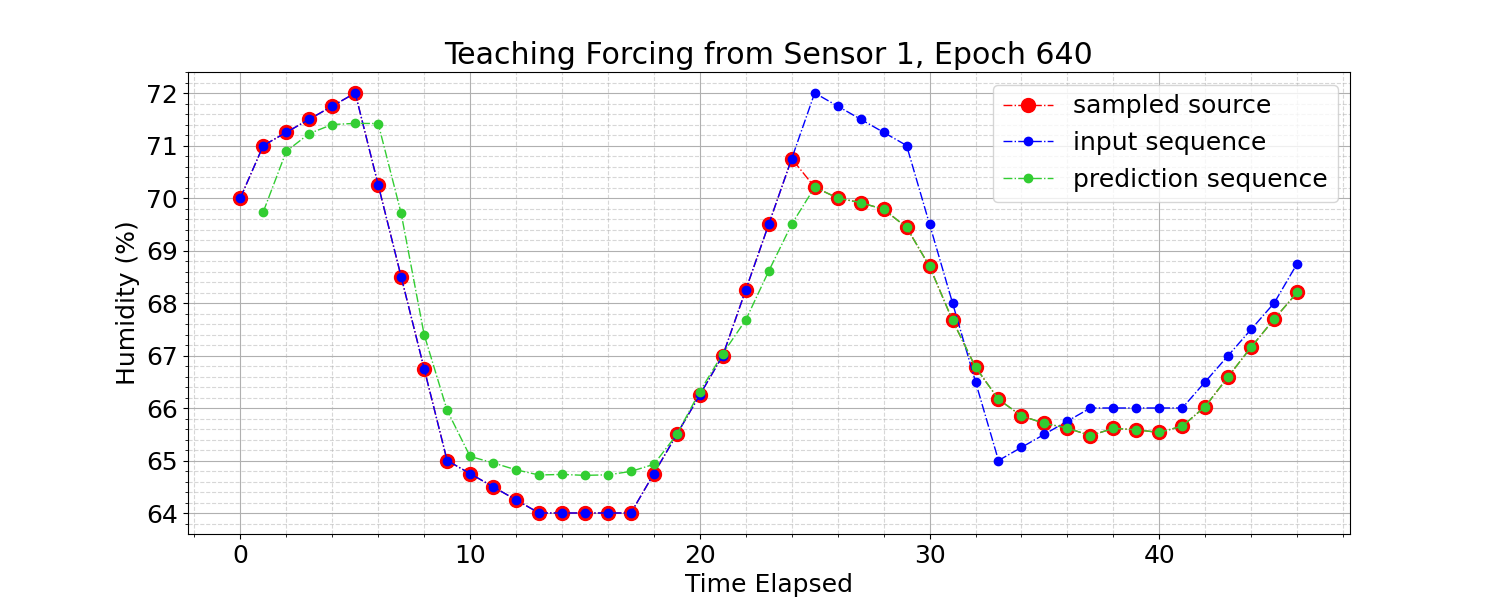 Teaching Forcing from Sensor 1, Epoch 640
sampled source
input sequence
prediction sequence
Humidity (%)
72
71
70
69
68
67
66
65
64
0 10 20 30 40
Time Elapsed